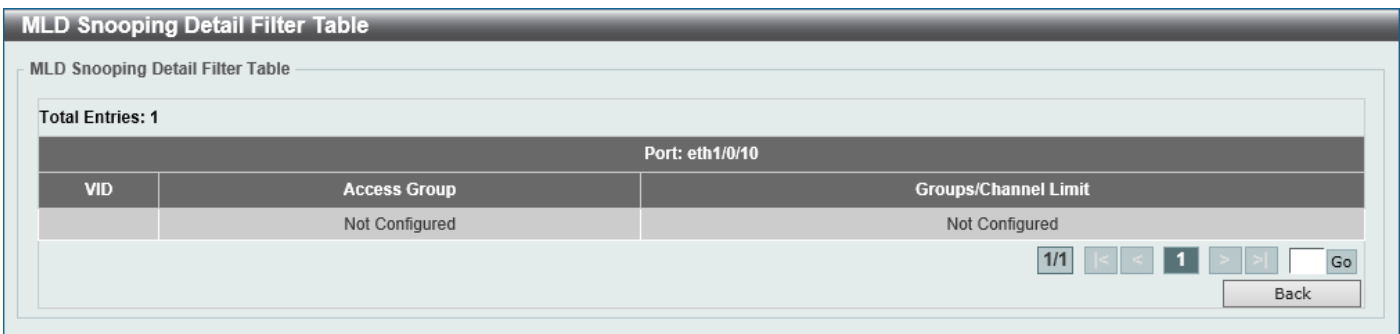 MLD Snooping Detail Filter Table
MLD Snooping Detail Filter Table
Total Entries: 1
Port: eth1/0/10
VID Access Group Groups/Channel Limit
Not Configured Not Configured
1/1 |< < 1 > >| Go
Back